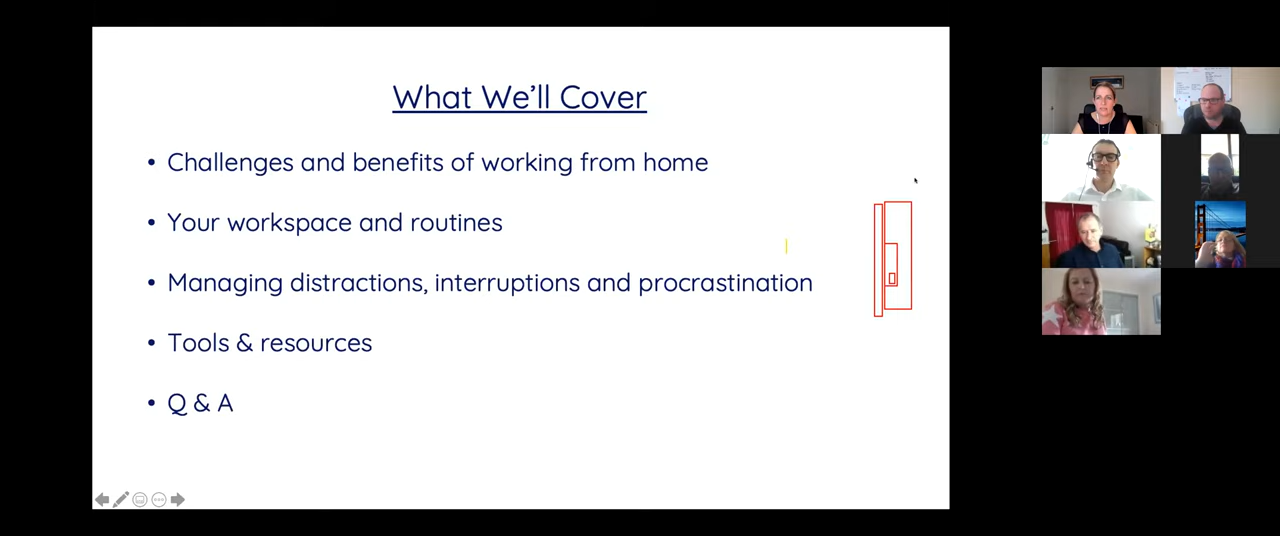 What We'll Cover
• Challenges and benefits of working from home
• Your workspace and routines
• Managing distractions, interruptions and procrastination
• Tools & resources
• Q & A